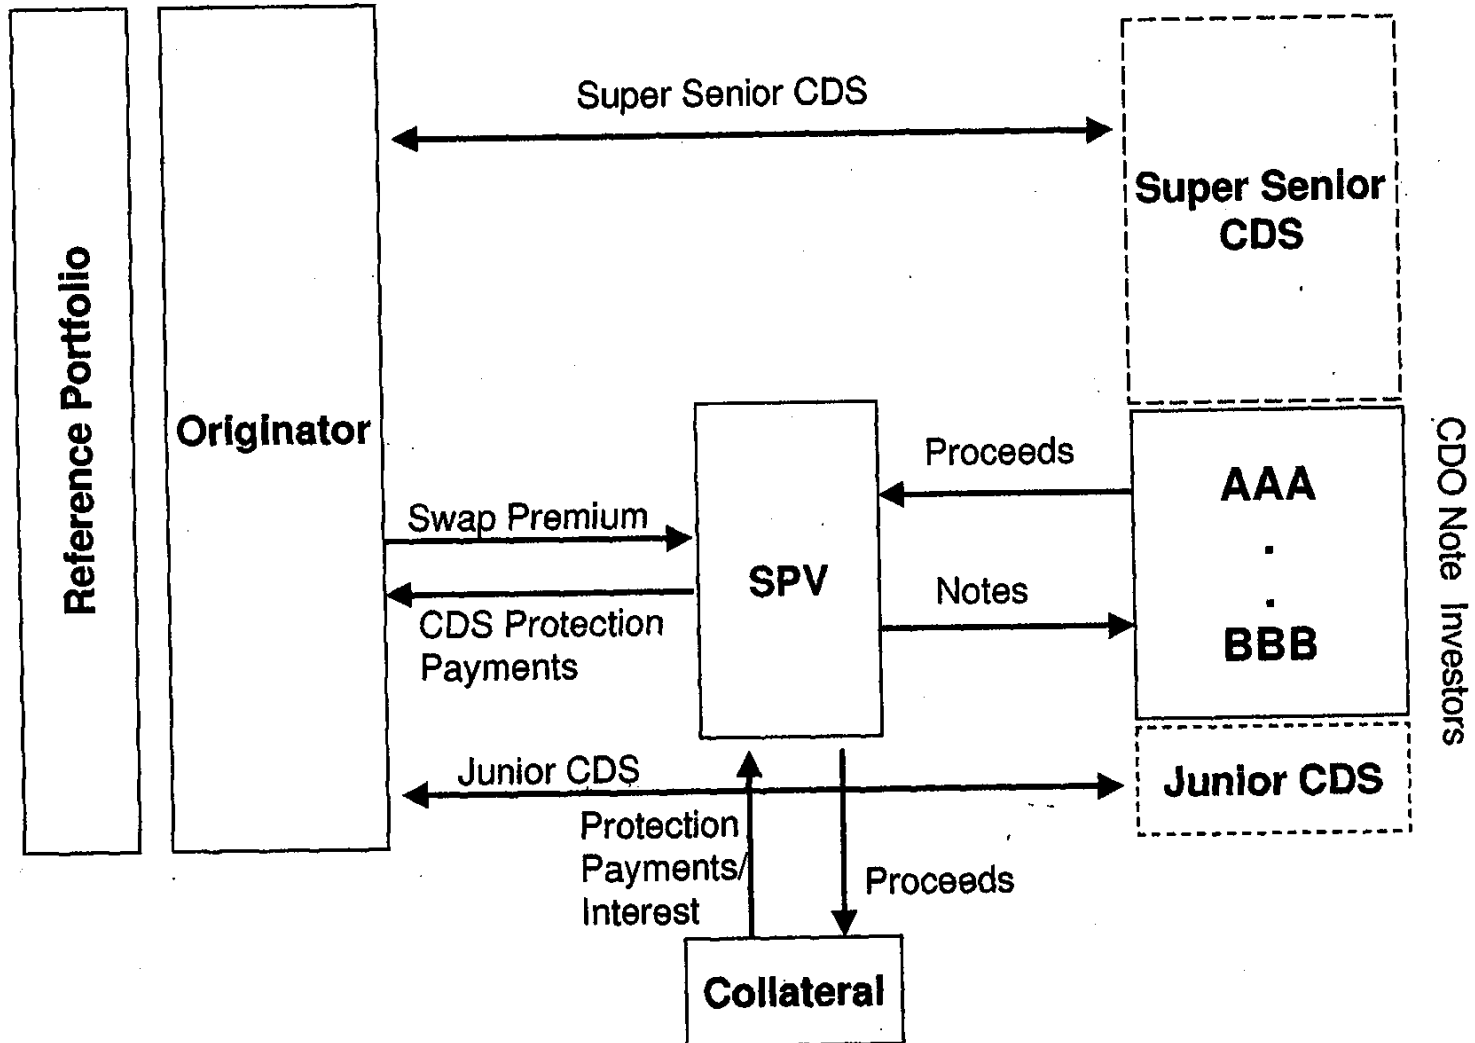 Super Senior CDS
Super Senior
CDS
Reference Portfolio
Originator
Proceeds
AAA
.
.
BBB
CDO Note Investors
Swap Premium
SPV
Notes
CDS Protection
Payments
Junior CDS
Junior CDS
Protection
Payments/
Interest
Proceeds
Collateral